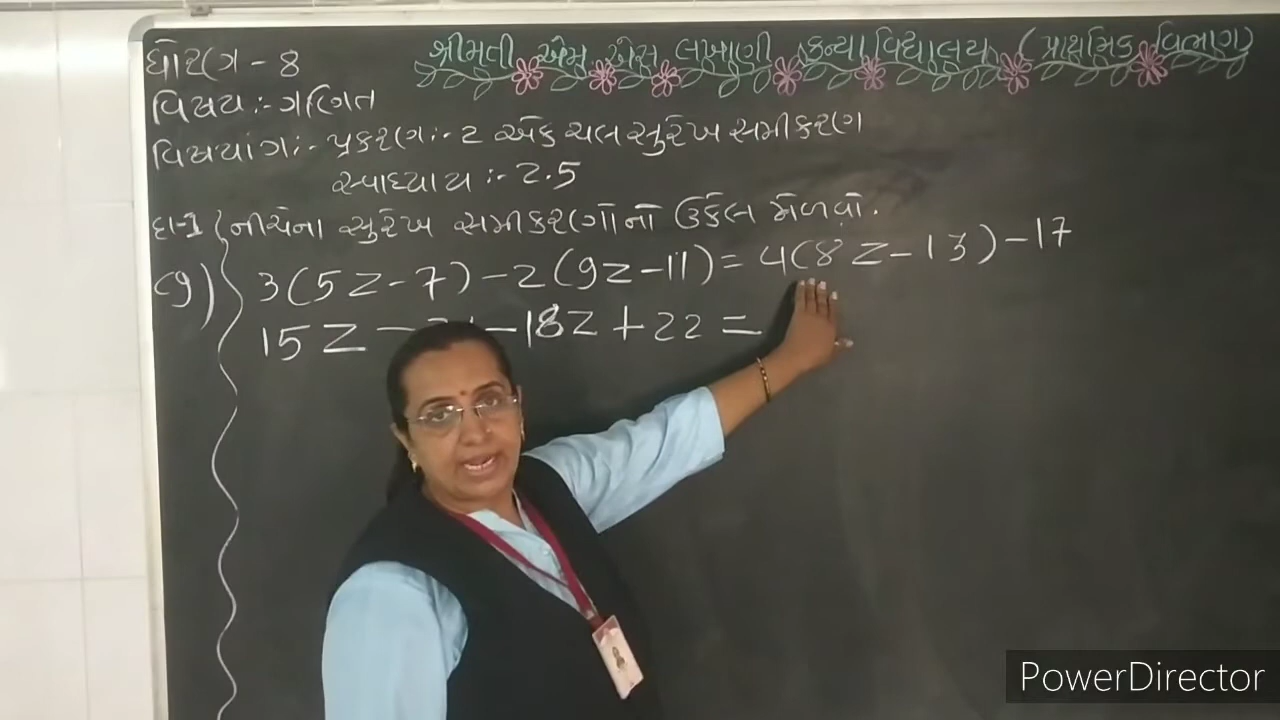 ધોરણ - 8
શ્રીમતી એમ એસ લખાણી કન્યા વિદ્યાલય (પ્રાથમિક વિભાગ)
વિષય :- ગણિત
વિષયાંગ :- પ્રકરણ :- 2 એક ચલ સુરેખ સમીકરણ
સ્વાધ્યાય :- 2.5
દા-1 નીચેના સુરેખ સમીકરણોનો ઉકેલ મેળવો.
(9) 3(5z-7)-2(9z-11)=4(8z-13)-17
15z - -18z+22=
PowerDirector